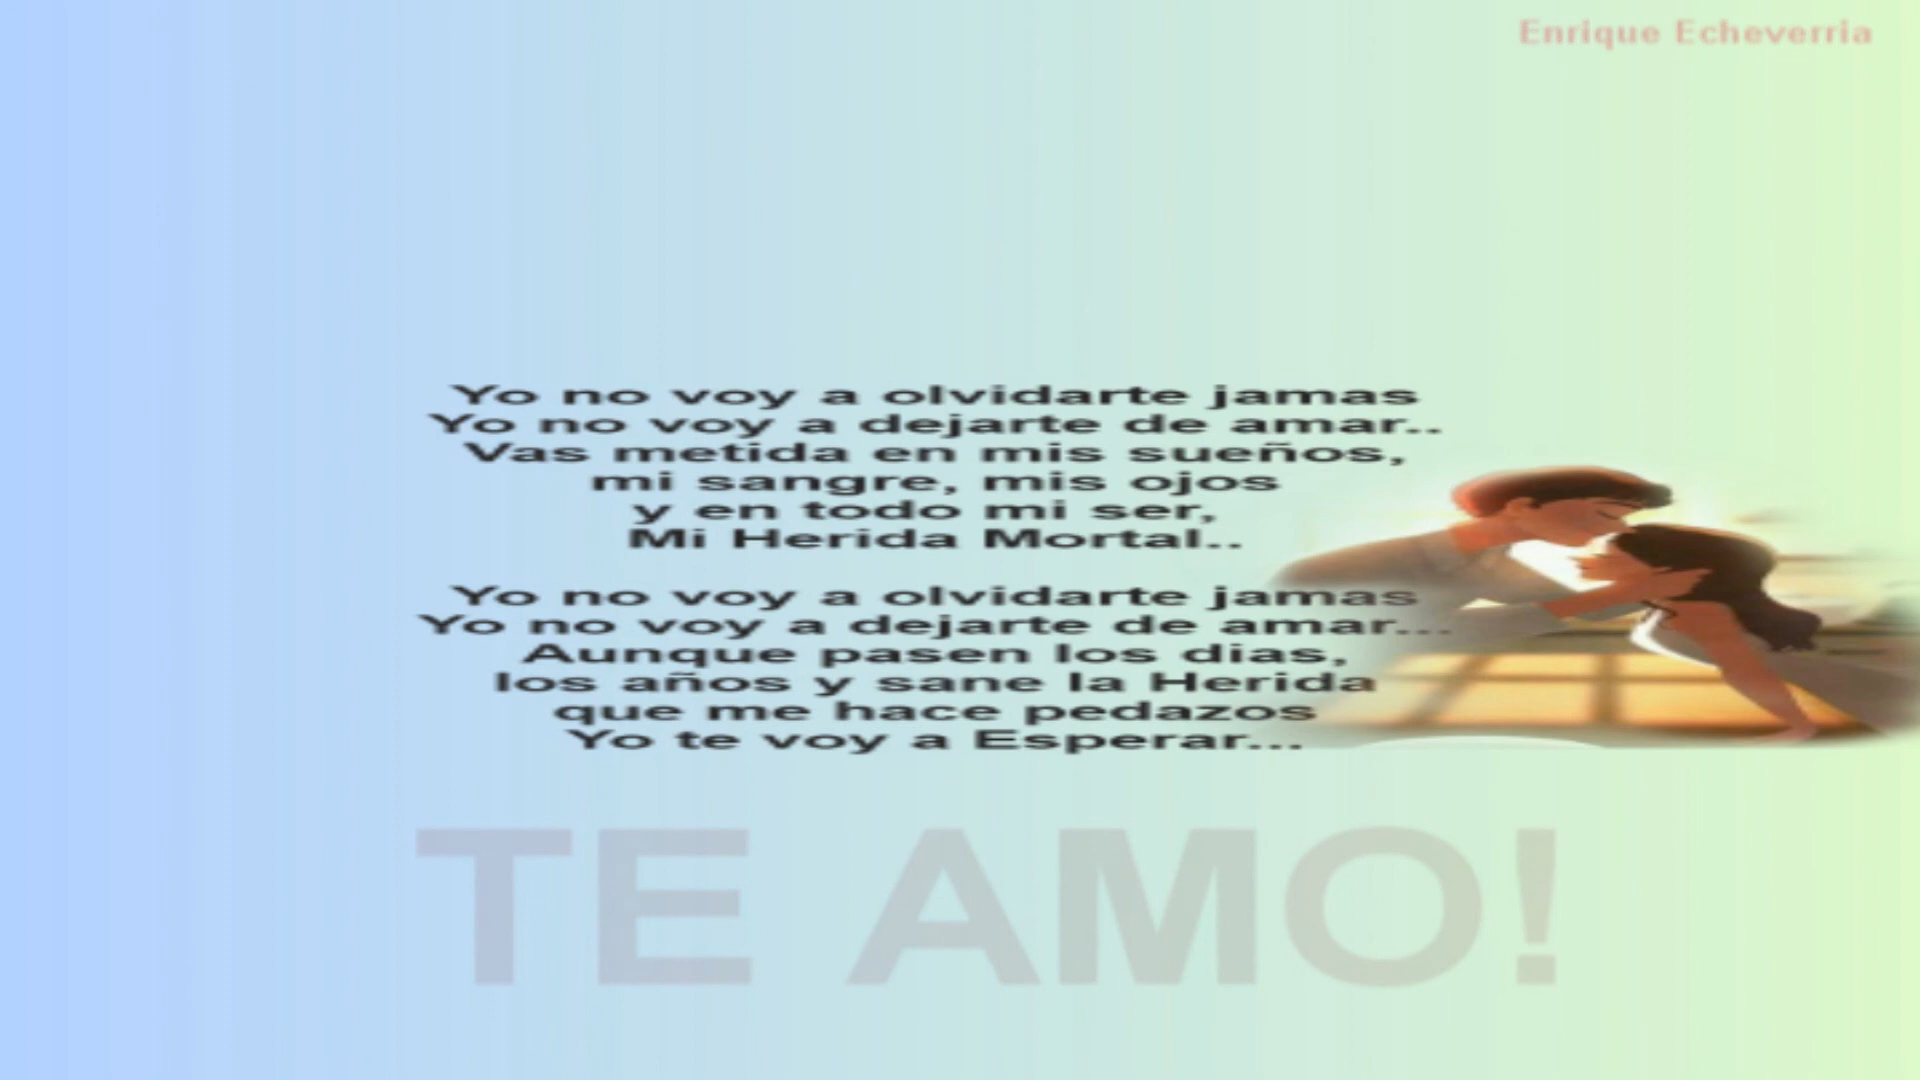 Enrique Echeverria
Yo no voy a olvidarte jamas
Yo no voy a dejarte de amar..
Vas metida en mis sueños,
mi sangre, mis ojos
y en todo mi ser,
Mi Herida Mortal..
Yo no voy a olvidarte jamas
Yo no voy a dejarte de amar...
Aunque pasen los dias,
los años y sane la Herida
que me hace pedazos
Yo te voy a Esperar...
TE AMO!